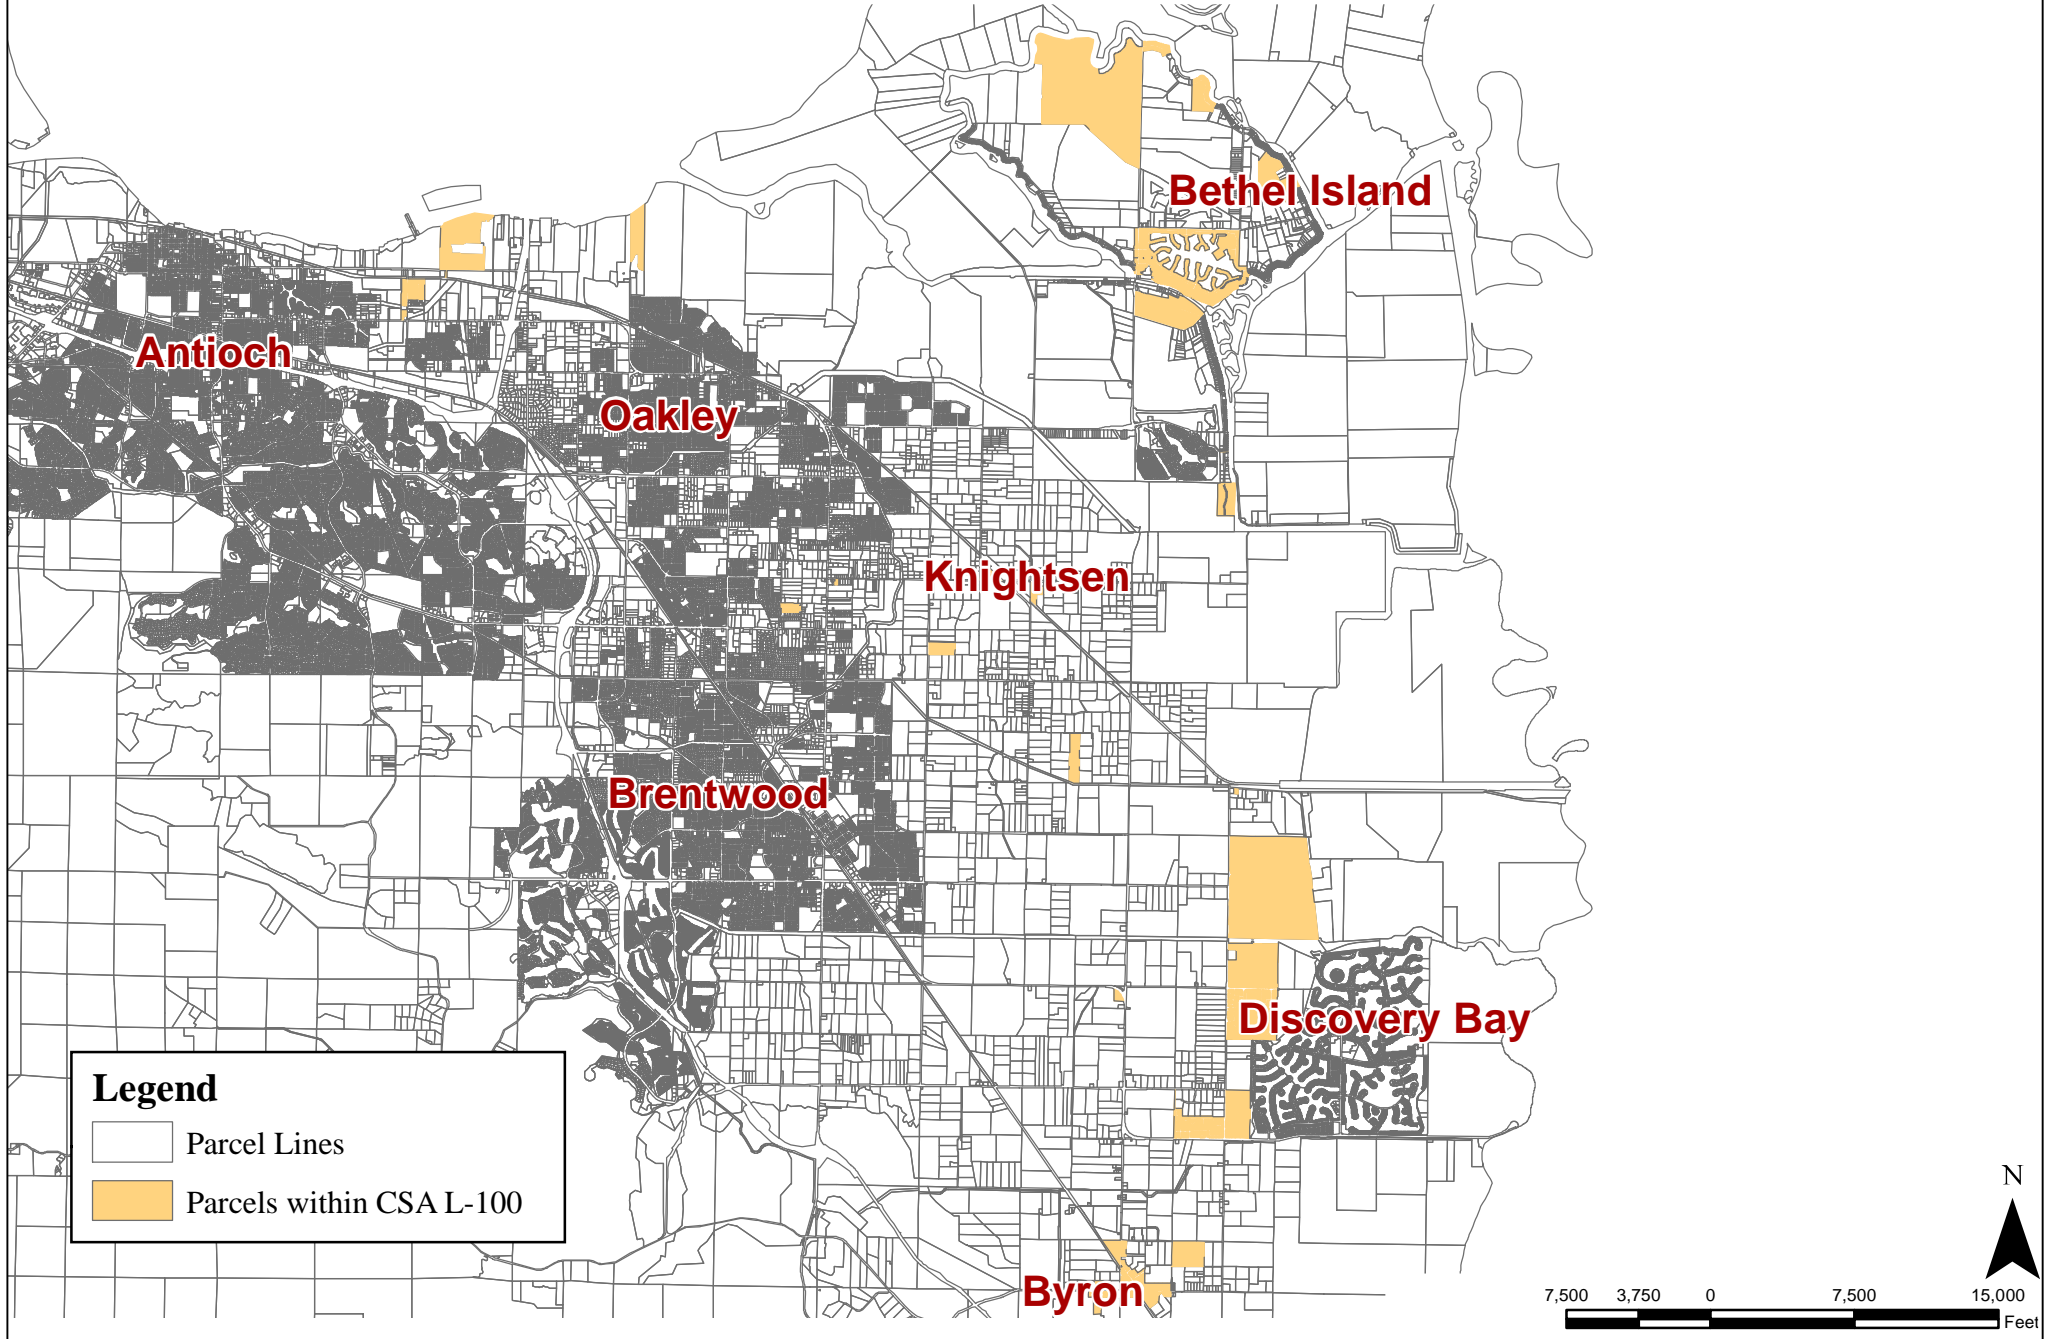 Bethel Island
Antioch
Oakley
Knightsen
Brentwood
Discovery Bay
Legend
Parcel Lines
Parcels within CSA L-100
N
Byron
7,500 3,750 0 7,500 15,000
Feet